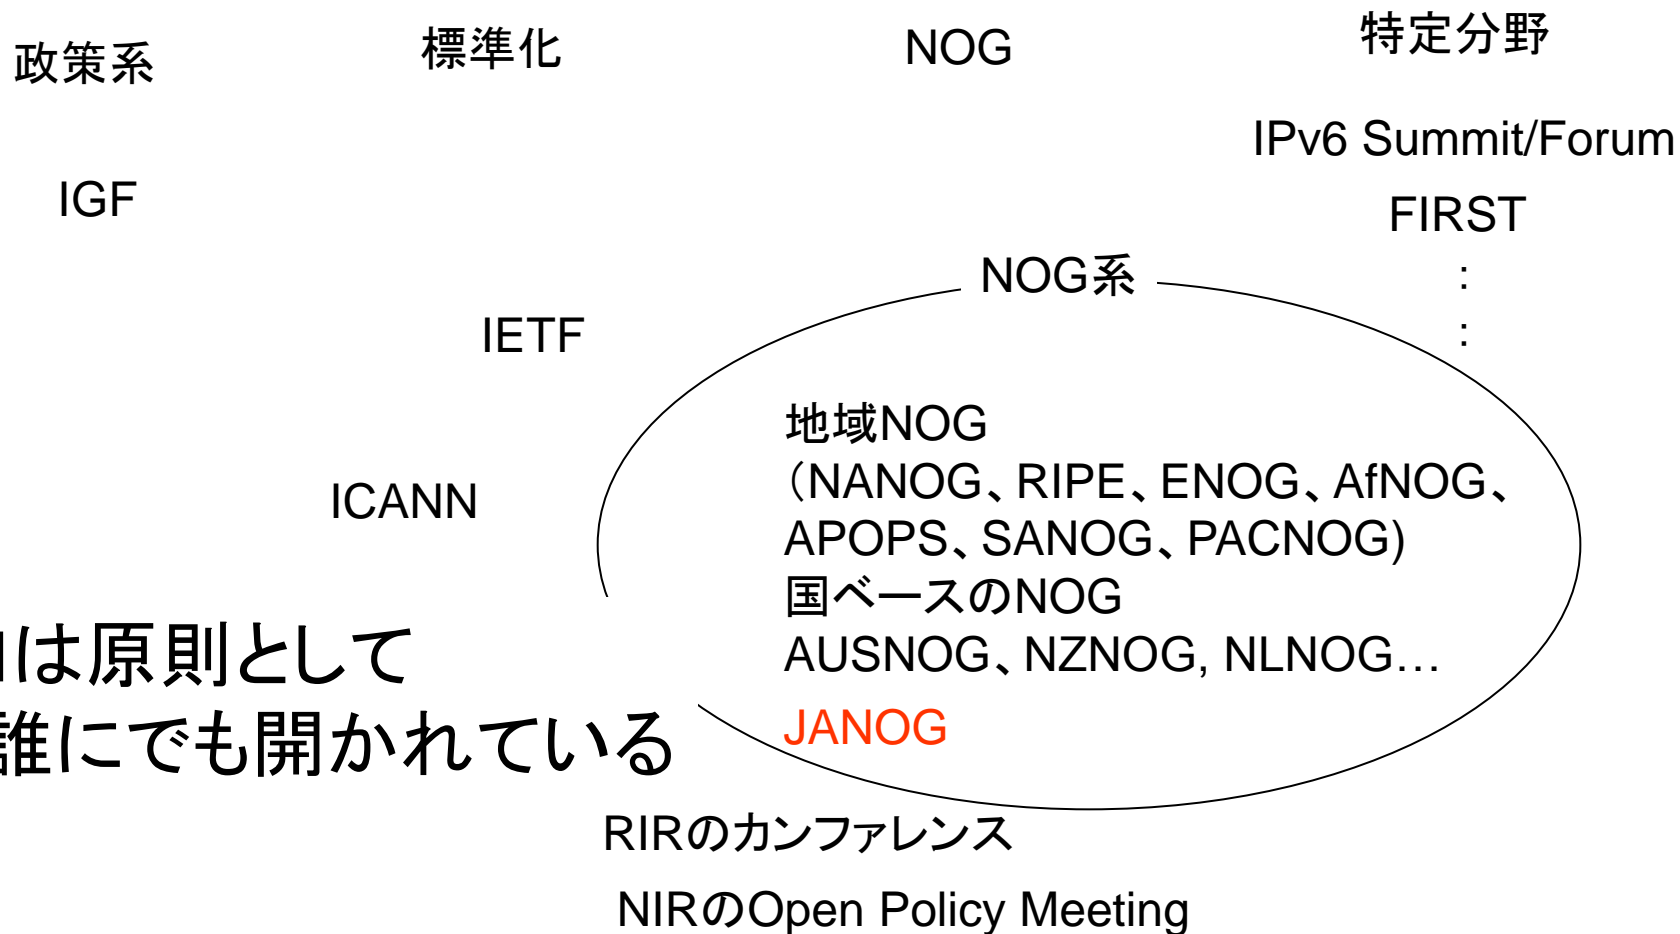 政策系
標準化
NOG
特定分野
IPv6 Summit/Forum
IGF
FIRST
:
:
NOG系
IETF
ICANN
地域NOG
（NANOG、RIPE、ENOG、AfNOG、
APOPS、SANOG、PACNOG)
国ベースのNOG
AUSNOG、NZNOG, NLNOG…
JANOG
は原則として
誰にでも開かれている
RIRのカンファレンス
NIRのOpen Policy Meeting